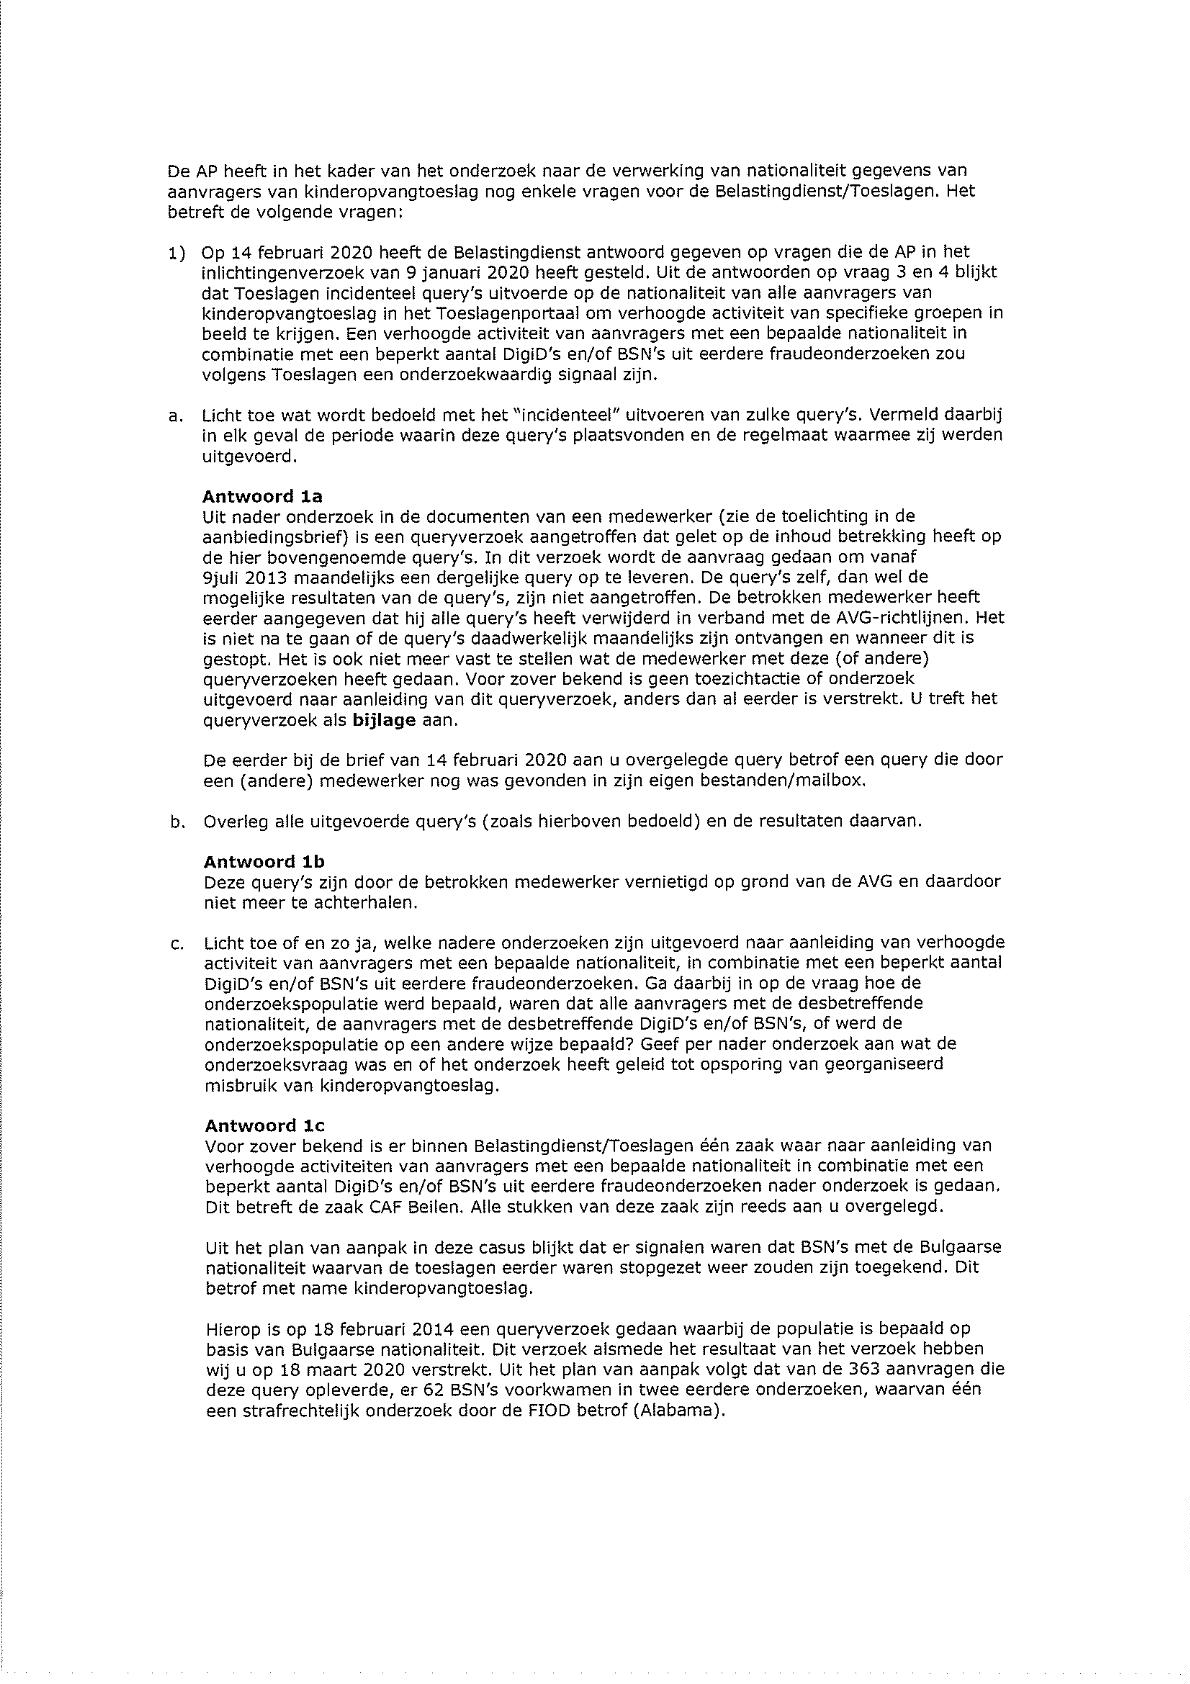 De AP heeft in het kader van het onderzoek naar de verwerking van nationaliteit gegevens van
aanvragers van kinderopvangtoeslag nog enkele vragen voor de Belastingdienst/Toeslagen. Het
betreft de volgende vragen:
1) Op 14 februari 2020 heeft de Belastingdienst antwoord gegeven op vragen die de AP in het
inlichtingenverzoek van 9 januari 2020 heeft gesteld. Uit de antwoorden op vraag 3 en 4 blijkt
dat Toeslagen incidenteel query's uitvoerde op de nationaliteit van alle aanvragers van
kinderopvangtoeslag in het Toeslagenportaal om verhoogde activiteit van specifieke groepen in
beeld te krijgen. Een verhoogde activiteit van aanvragers met een bepaalde nationaliteit in
combinatie met een beperkt aantal DigiD's en/of BSN's uit eerdere fraudeonderzoeken zou
volgens Toeslagen een onderzoekwaardig signaal zijn.
a. Licht toe wat wordt bedoeld met het "incidenteel" uitvoeren van zulke query's. Vermeld daarbij
in elk geval de periode waarin deze query's plaatsvonden en de regelmaat waarmee zij werden
uitgevoerd.
Antwoord 1a
Uit nader onderzoek in de documenten van een medewerker (zie de toelichting in de
aanbiedingsbrief) is een queryverzoek aangetroffen dat gelet op de inhoud betrekking heeft op
de hier bovengenoemde query's. In dit verzoek wordt de aanvraag gedaan om vanaf
9juli 2013 maandelijks een dergelijke query op te leveren. De query's zelf, dan wel de
mogelijke resultaten van de query's, zijn niet aangetroffen. De betrokken medewerker heeft
eerder aangegeven dat hij alle query's heeft verwijderd in verband met de AVG-richtlijnen. Het
is niet na te gaan of de query's daadwerkelijk maandelijks zijn ontvangen en wanneer dit is
gestopt. Het is ook niet meer vast te stellen wat de medewerker met deze (of andere)
queryverzoeken heeft gedaan. Voor zover bekend is geen toezichtactie of onderzoek
uitgevoerd naar aanleiding van dit queryverzoek, anders dan al eerder is verstrekt. U treft het
queryverzoek als bijlage aan.
De eerder bij de brief van 14 februari 2020 aan u overgelegde query betrof een query die door
een (andere) medewerker nog was gevonden in zijn eigen bestanden/mailbox.
b. Overleg alle uitgevoerde query's (zoals hierboven bedoeld) en de resultaten daarvan.
Antwoord 1b
Deze query's zijn door de betrokken medewerker vernietigd op grond van de AVG en daardoor
niet meer te achterhalen.
c. Licht toe of en zo ja, welke nadere onderzoeken zijn uitgevoerd naar aanleiding van verhoogde
activiteit van aanvragers met een bepaalde nationaliteit, in combinatie met een beperkt aantal
DigiD's en/of BSN's uit eerdere fraudeonderzoeken. Ga daarbij in op de vraag hoe de
onderzoekspopulatie werd bepaald, waren dat alle aanvragers met de desbetreffende
nationaliteit, de aanvragers met de desbetreffende DigiD's en/of BSN's, of werd de
onderzoekspopulatie op een andere wijze bepaald? Geef per nader onderzoek aan wat de
onderzoeksvraag was en of het onderzoek heeft geleid tot opsporing van georganiseerd
misbruik van kinderopvangtoeslag.
Antwoord 1c
Voor zover bekend is er binnen Belastingdienst/Toeslagen één zaak waar naar aanleiding van
verhoogde activiteiten van aanvragers met een bepaalde nationaliteit in combinatie met een
beperkt aantal DigiD's en/of BSN's uit eerdere fraudeonderzoeken nader onderzoek is gedaan.
Dit betreft de zaak CAF Beilen. Alle stukken van deze zaak zijn reeds aan u overgelegd.
Uit het plan van aanpak in deze casus blijkt dat er signalen waren dat BSN's met de Bulgaarse
nationaliteit waarvan de toeslagen eerder waren stopgezet weer zouden zijn toegekend. Dit
betrof met name kinderopvangtoeslag.
Hierop is op 18 februari 2014 een queryverzoek gedaan waarbij de populatie is bepaald op
basis van Bulgaarse nationaliteit. Dit verzoek alsmede het resultaat van het verzoek hebben
wij u op 18 maart 2020 verstrekt. Uit het plan van aanpak volgt dat van de 363 aanvragen die
deze query opleverde, er 62 BSN's voorkwamen in twee eerdere onderzoeken, waarvan één
een strafrechtelijk onderzoek door de FIOD betrof (Alabama).